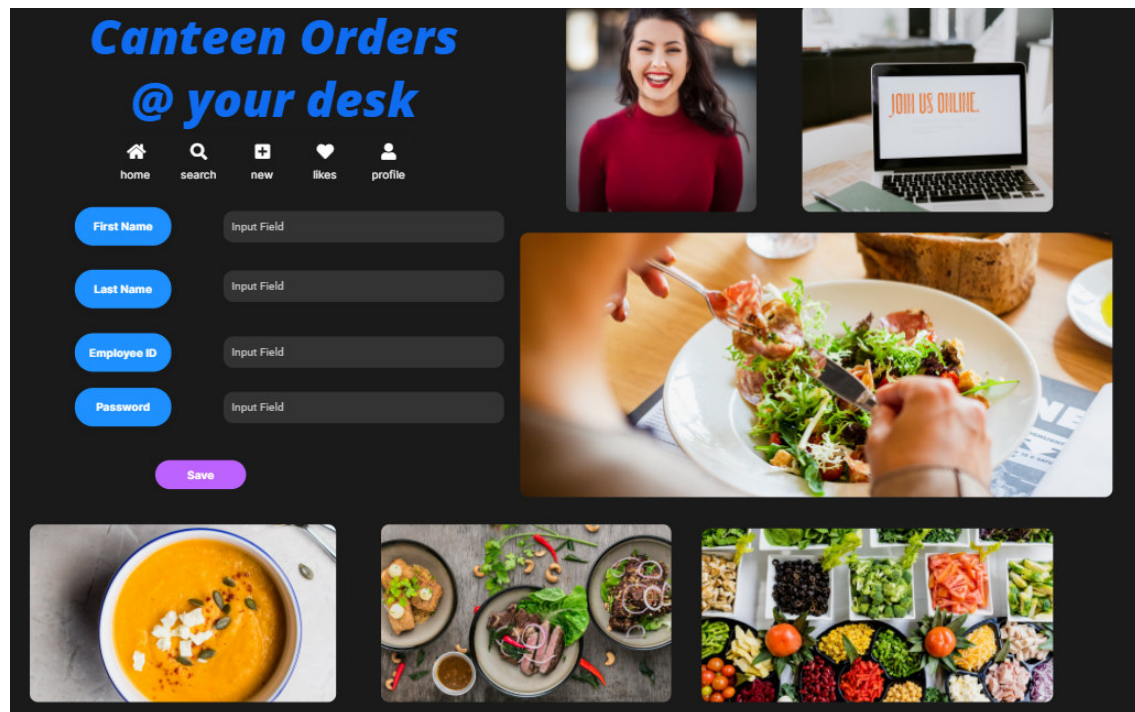 Canteen Orders
@ your desk
home search new likes profile
First Name Input Field
Last Name Input Field
Employee ID Input Field
Password Input Field
Save
JOIN US ONLINE.